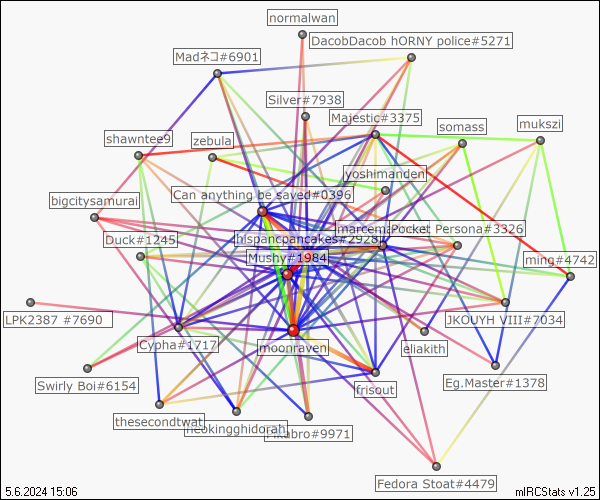 normalwan
DacobDacob hORNY police#5271
Madネコ#6901
Silver#7938
Majestic#3375
somass
mukszi
shawntee9
zebula
yoshimanden
Can anything be saved#0396
bigcitysamurai
marcema
Pocket Persona#3326
Duck#1245
hispancpancakes#2928
Mushy#1984
ming#4742
LPK2387 #7690
JKOUYH VIII#7034
Cypha#1717
moonraven
eliakith
Swirly Boi#6154
frisout
Eg.Master#1378
thesecondtwat
neokingghidorah
Pikabro#9971
Fedora Stoat#4479
5.6.2024 15:06
mIRCStats v1.25